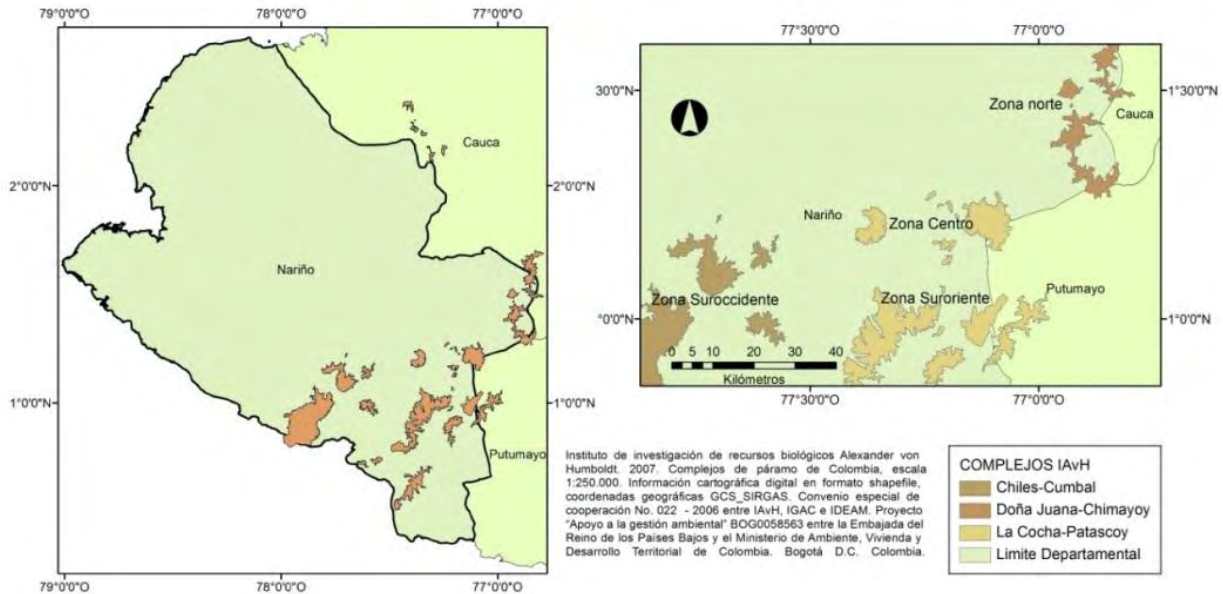 79°0'0"O
78°0'0"O
77°0'0"O
Cauca
2°0'0"N
2°0'0"N
Nariño
1°0'0"N
1°0'0"N
Putumayo
79°0'0"O
78°0'0"O
77°0'0"O
77°30'0"O
77°0'0"O
30'0"N
1°30'0"N
Zona norte
Cauca
Nariño
Zona Centro
Zona Suroccidente
Zona Suroriente
Putumayo
°0'0"N
1°0'0"N
0 5 10 20 30 40
Kilómetros
77°30'0"O
77°0'0"O
Instituto de investigación de recursos biológicos Alexander von
Humboldt. 2007. Complejos de páramo de Colombia, escala
1:250.000. Información cartográfica digital en formato shapefile,
coordenadas geográficas GCS_SIRGAS. Convenio especial de
cooperación No. 022 - 2006 entre IAvH, IGAC e IDEAM. Proyecto
"Apoyo a la gestión ambiental" BOG0058563 entre la Embajada del
Reino de los Países Bajos y el Ministerio de Ambiente, Vivienda y
Desarrollo Territorial de Colombia. Bogotá D.C. Colombia.
COMPLEJOS IAvH
Chiles-Cumbal
Doña Juana-Chimayoy
La Cocha-Patascoy
Limite Departamental